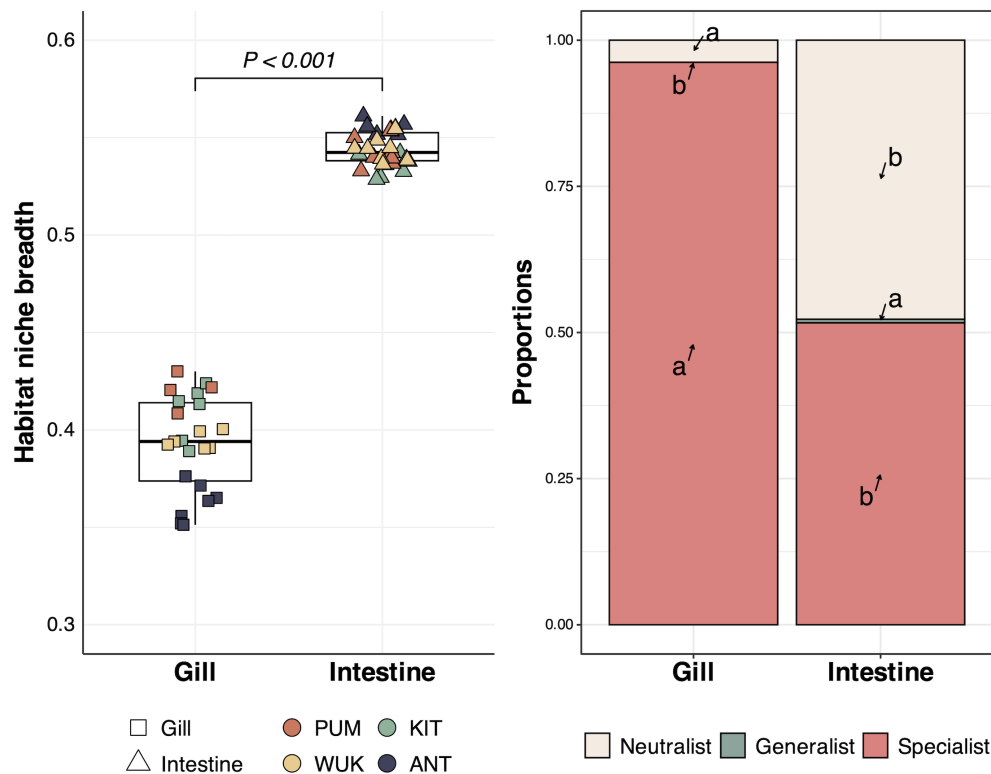 Habitat niche breadth
0.6
0.5
0.4
0.3
P < 0.001
Gill
Intestine
Gill
Intestine
PUM
KIT
WUK
ANT
Proportions
1.00
0.75
0.50
0.25
0.00
a
b
b
a
a
b
Gill
Intestine
Neutralist
Generalist
Specialist